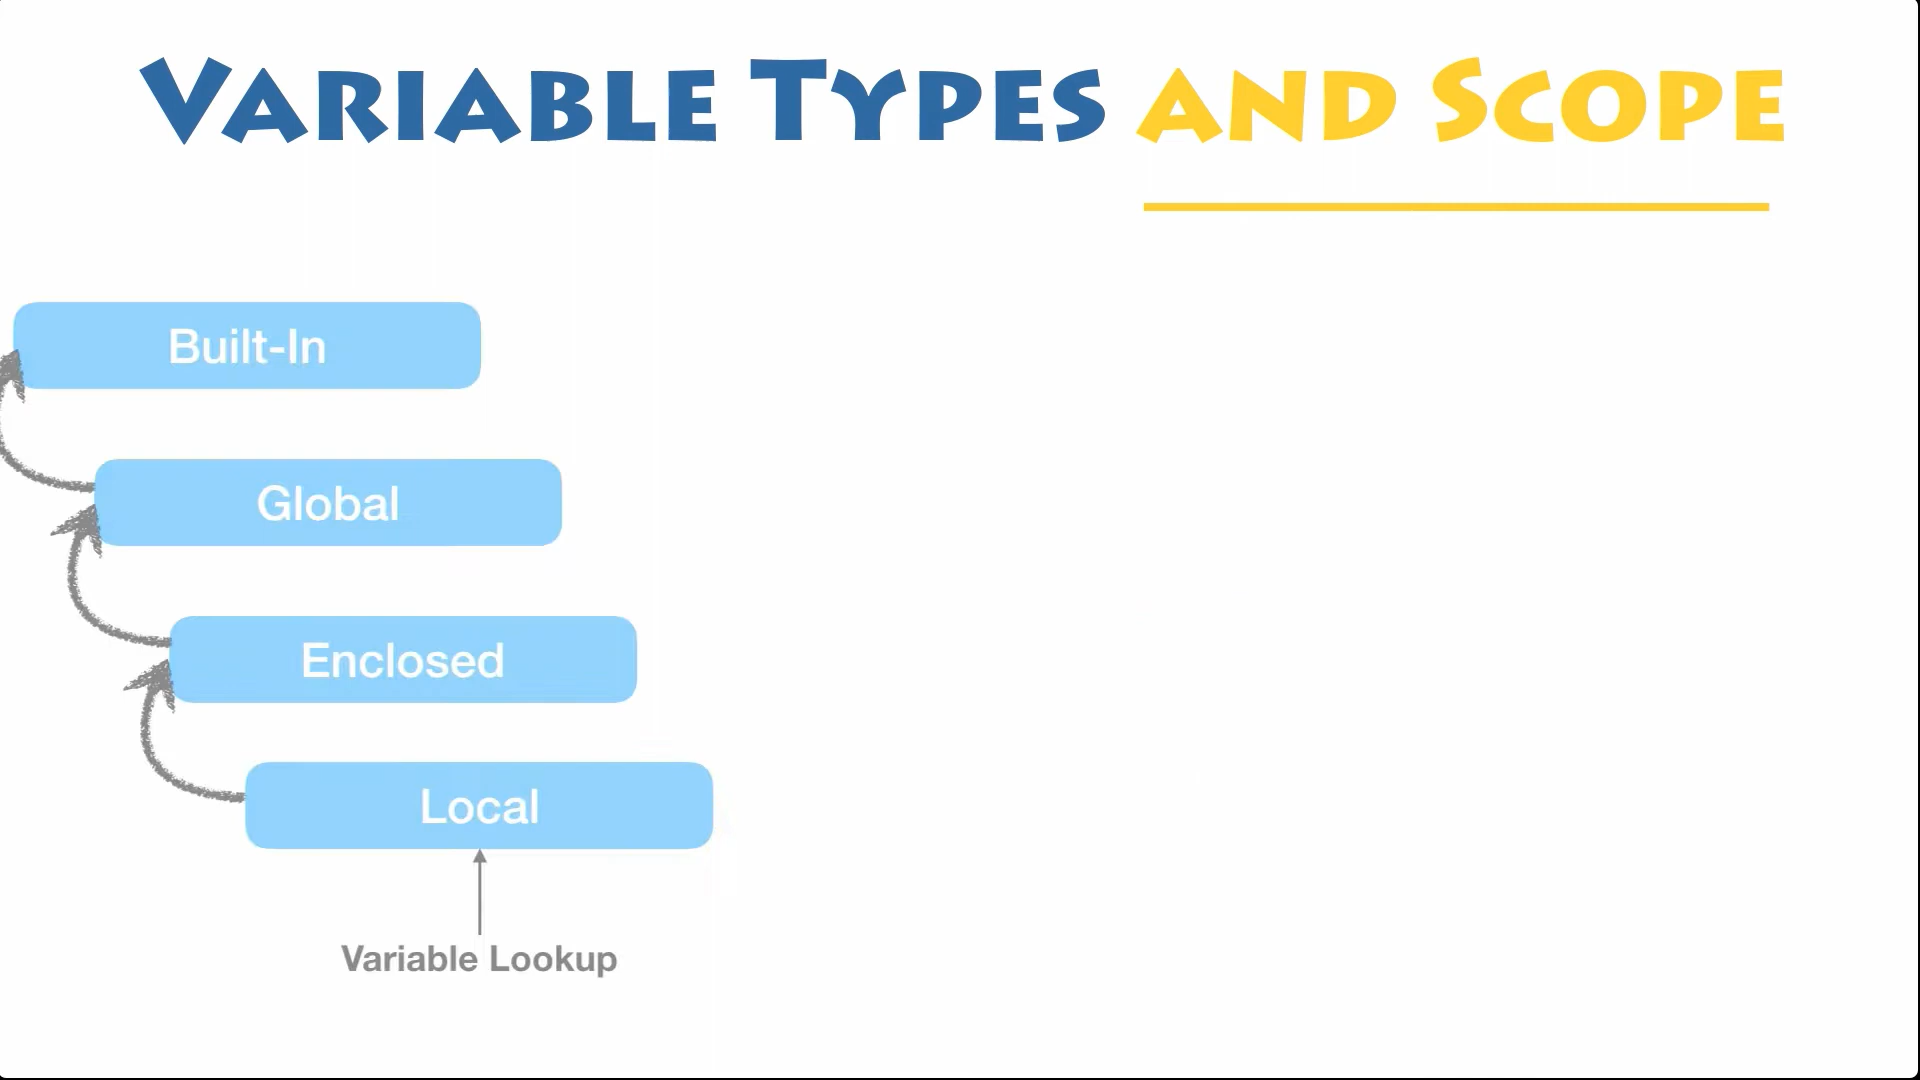 Variable Types and Scope
Built-In
Global
Enclosed
Local
Variable Lookup